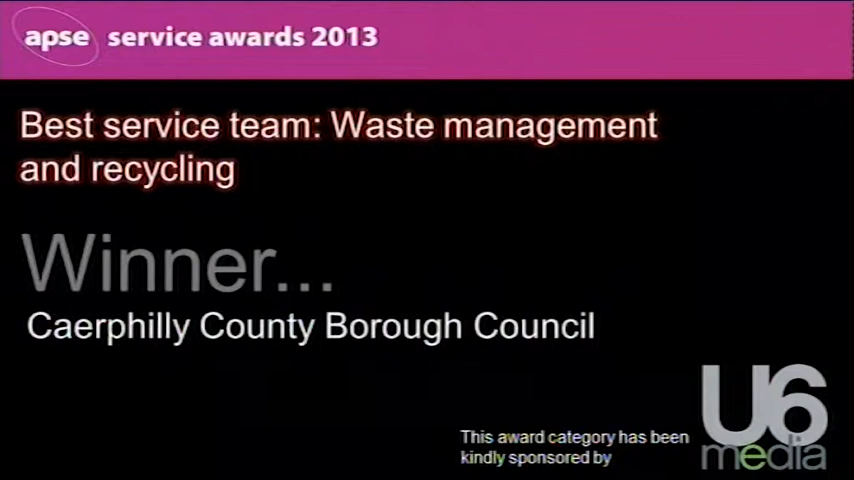 apse service awards 2013
Best service team: Waste management
and recycling
Winner...
Caerphilly County Borough Council
This award category has been
kindly sponsored by
U6
media